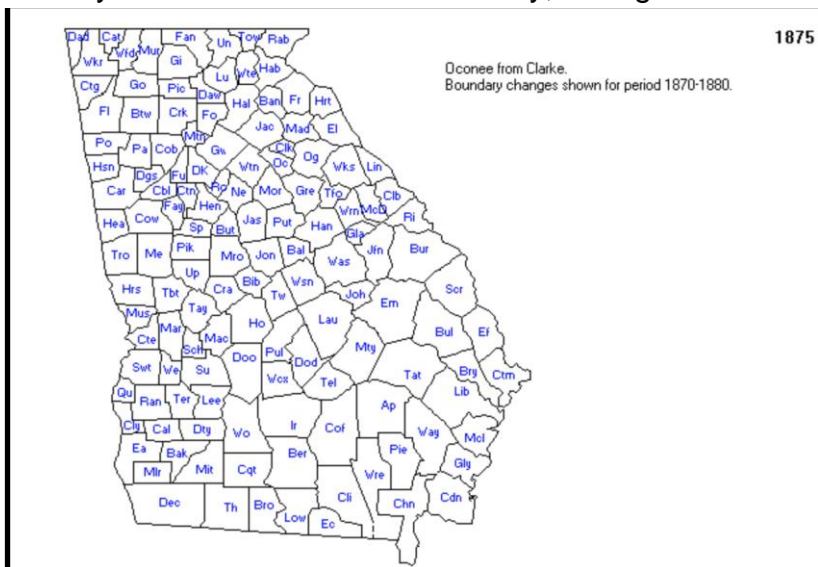 1875
Oconee from Clarke.
Boundary changes shown for period 1870-1880.
Dad Cat Fan Un Tow Rab
Wkr Wfd Mur Gi Lu Wte Hab
Ctg Go Pic Daw Hal Ban Fr Hrt
Fl Btw Crk Fo Jac Mad El
Po Pa Cob Mtn Gw Clk Oc Og Wks Lin
Hsn Dgs Fu DK Wtn
Car Cbl Ctn Ro Ne Mor Gre Tfo Clb
Hea Cow Fay Hen Jas Put Han Wrn McD Ri
Sp But Gla
Tro Me Pik Mro Jon Bal Was Jfn Bur
Up
Hrs Tbt Cra Bib Tw Wsn Joh Em Scr
Mus Mar Tay Ho Lau
Cte Sch Mac Doo Pul Dod Mty Bul Ef
Swt We Su Wcx Tel Tat Bry Ctm
Qu Ran Ter Lee Lib
Cly Cal Dty Wo Ir Cof Ap Way Mcl
Ea Bak Ber Pie
Mlr Mit Cqt Wre Gly
Dec Th Bro Low Ec Cli Chn Cdn